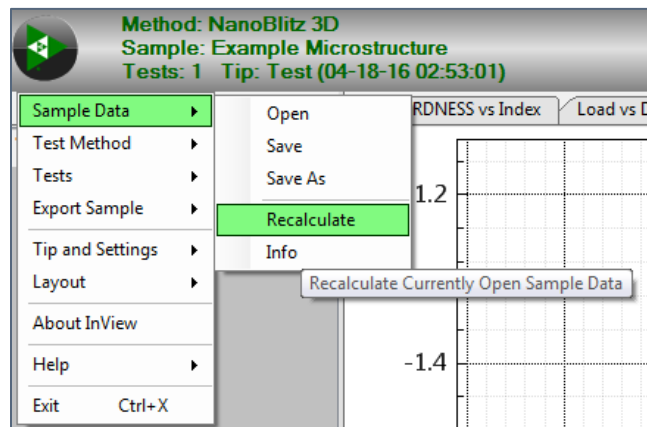 Method: NanoBlitz 3D
Sample: Example Microstructure
Tests: 1 Tip: Test (04-18-16 02:53:01)
Sample Data
Test Method
Tests
Export Sample
Tip and Settings
Layout
About InView
Help
Exit Ctrl+X
Open
Save
Save As
Recalculate
Info
Recalculate Currently Open Sample Data
RDNESS vs Index
Load vs D
1.2
-1.4